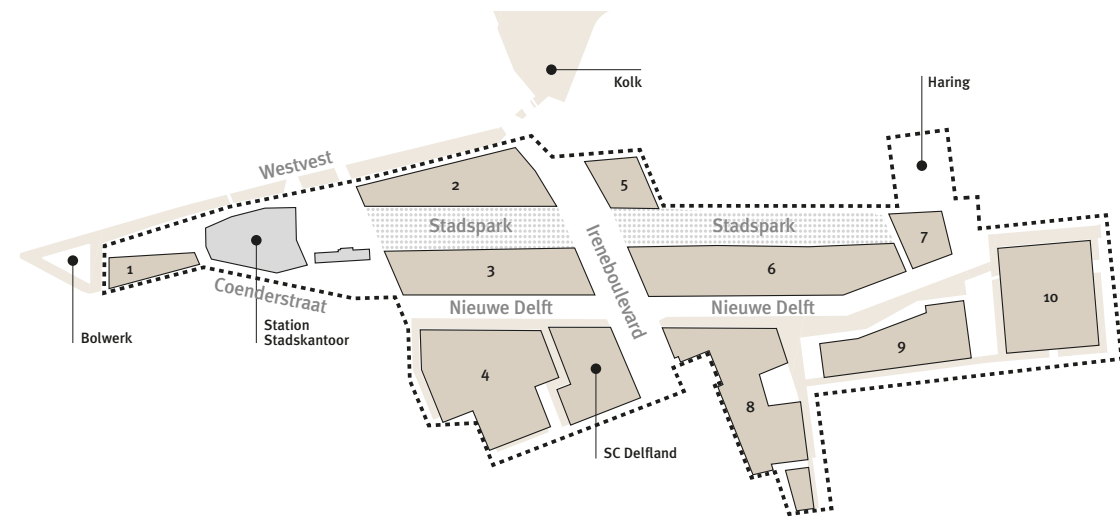 Kolk
Haring
Westvest
2
5
Stadspark
Stadspark
Ireneboulevard
7
1
3
6
10
Coenderstraat
Nieuwe Delft
Nieuwe Delft
Bolwerk
Station
Stadskantoor
4
9
8
SC Delfland